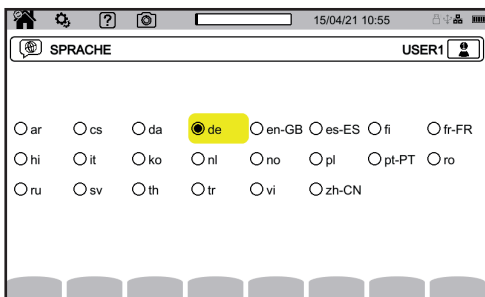 ? 15/04/21 10:55
SPRACHE USER1
ar cs da de en-GB es-ES fi fr-FR
hi it ko nl no pl pt-PT ro
ru sv th tr vi zh-CN